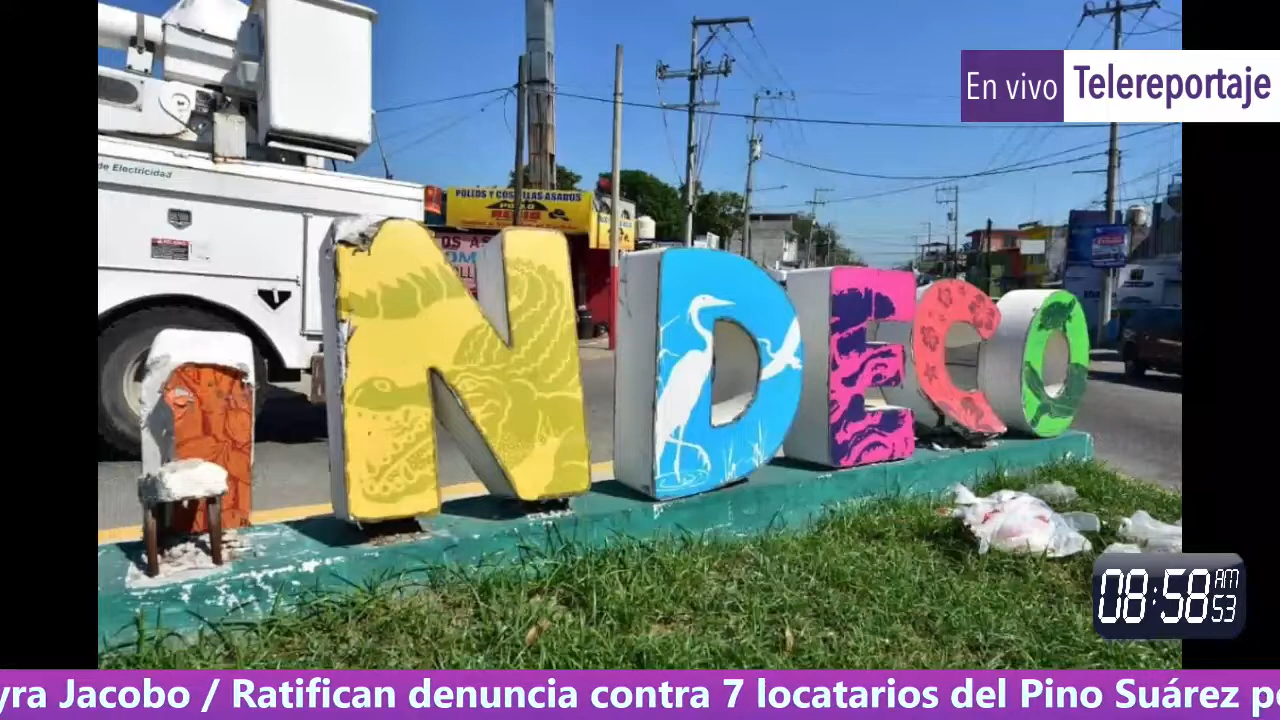 En vivo Telereportaje
de Electricidad
POLLOS Y COSTILLAS ASADOS
INDECO
08:58 AM 53
yra Jacobo / Ratifican denuncia contra 7 locatarios del Pino Suárez p